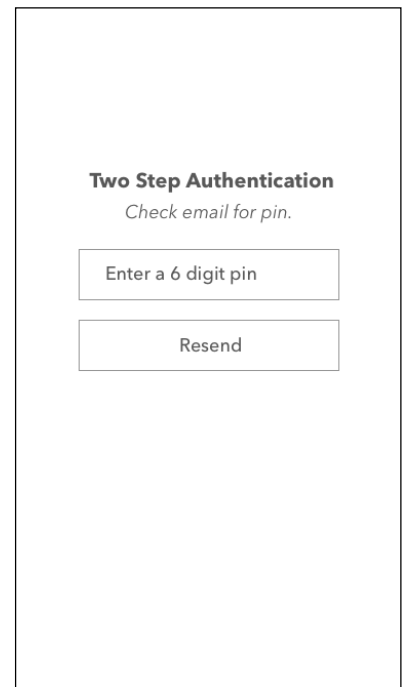 Two Step Authentication
Check email for pin.
Enter a 6 digit pin
Resend